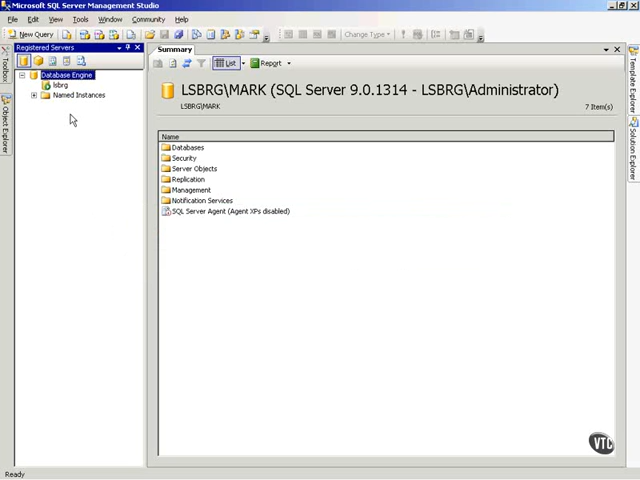 Microsoft SQL Server Management Studio
File Edit View Tools Window Community Help
New Query
Change Type
Registered Servers
Summary
Toolbox
Object Explorer
Database Engine
lsbrg
Named Instances
List Report
LSBRG\MARK (SQL Server 9.0.1314 - LSBRG\Administrator)
LSBRG\MARK
7 Item(s)
Name
Databases
Security
Server Objects
Replication
Management
Notification Services
SQL Server Agent (Agent XPs disabled)
Template Explorer
Solution Explorer
VTC
Ready